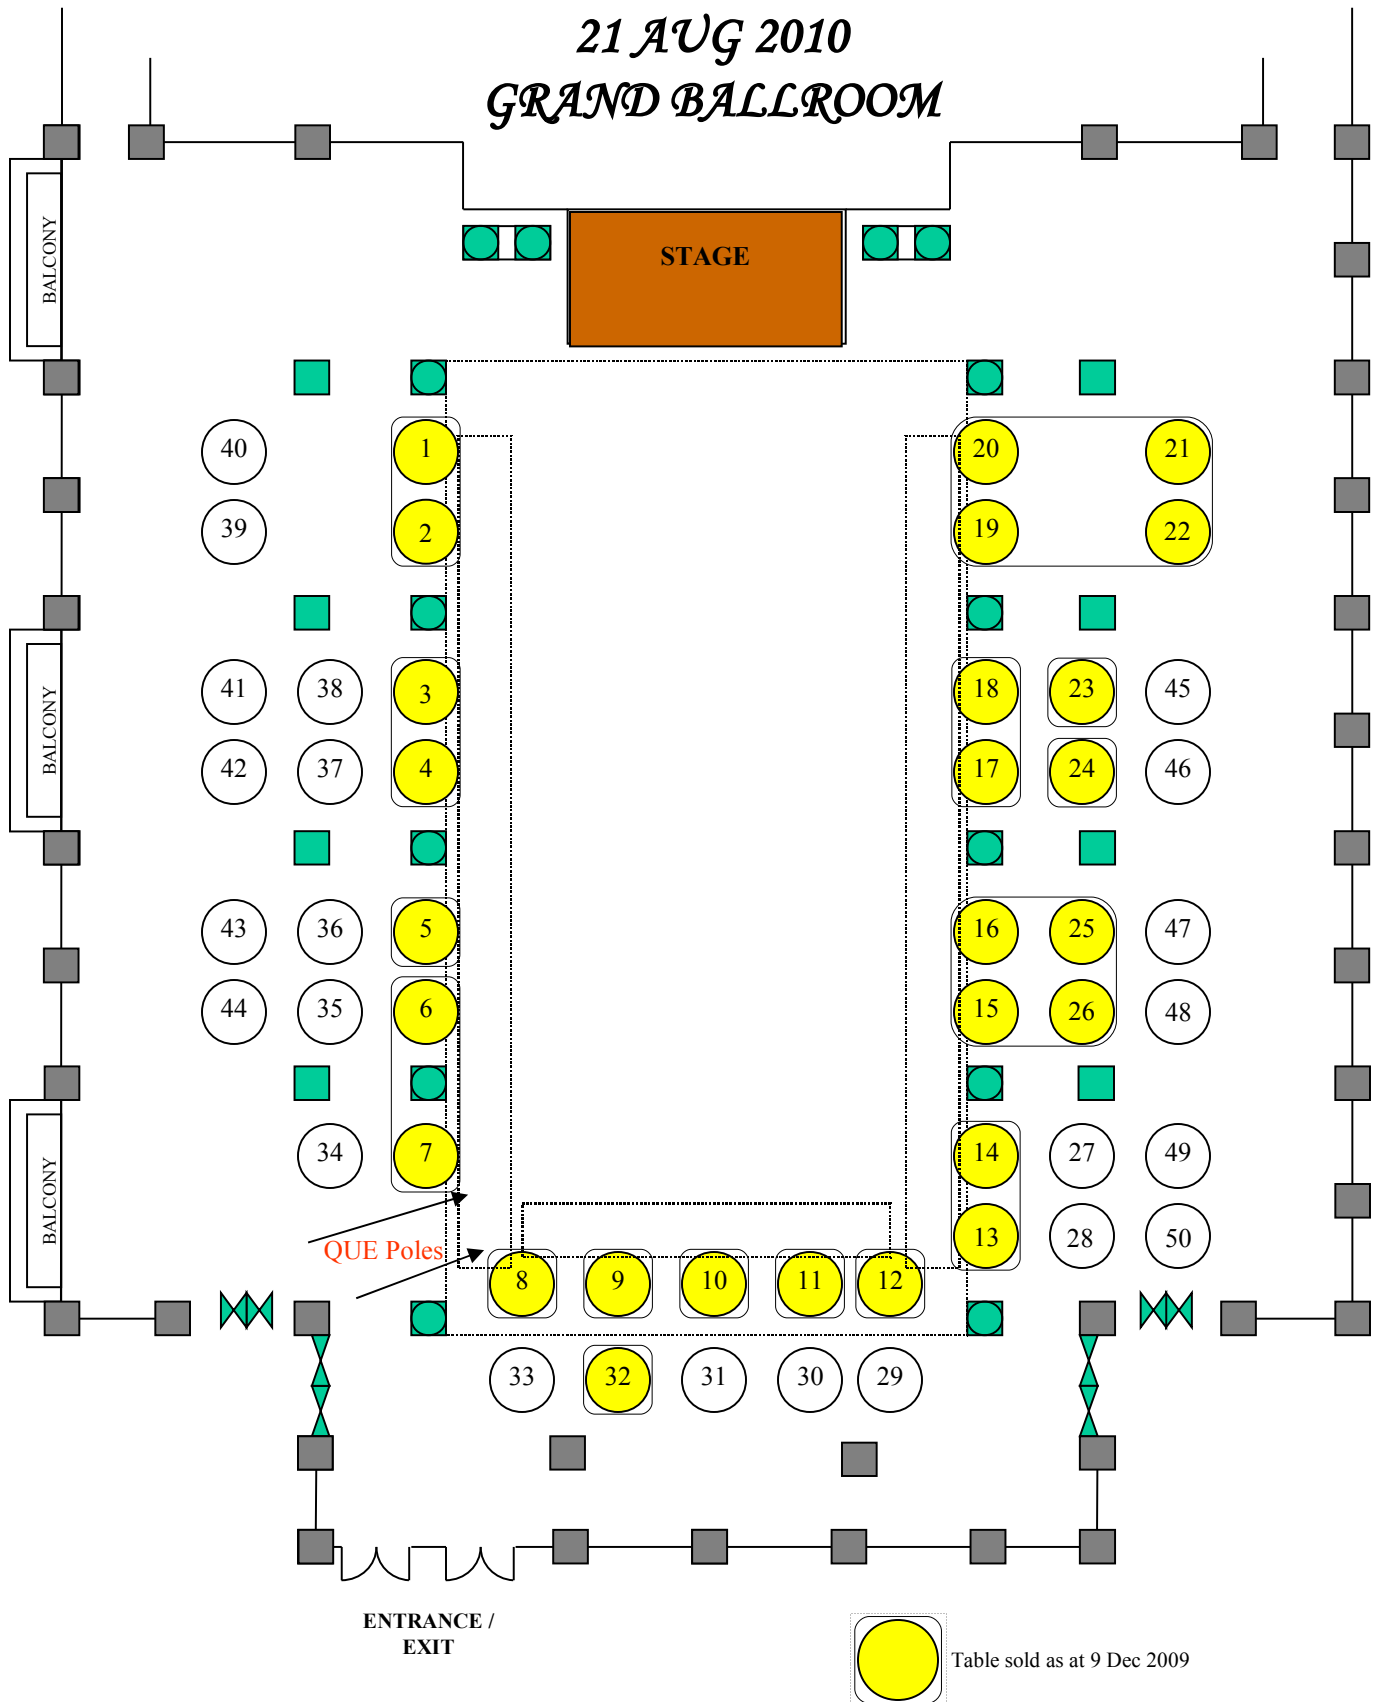 21 AUG 2010
GRAND BALLROOM
STAGE
BALCONY
40 1 20 21
39 2 19 22
41 38 3 18 23 45
BALCONY
42 37 4 17 24 46
43 36 5 16 25 47
44 35 6 15 26 48
34 7 14 27 49
BALCONY
13 28 50
QUE Poles
8 9 10 11 12
33 32 31 30 29
ENTRANCE /
EXIT
Table sold as at 9 Dec 2009